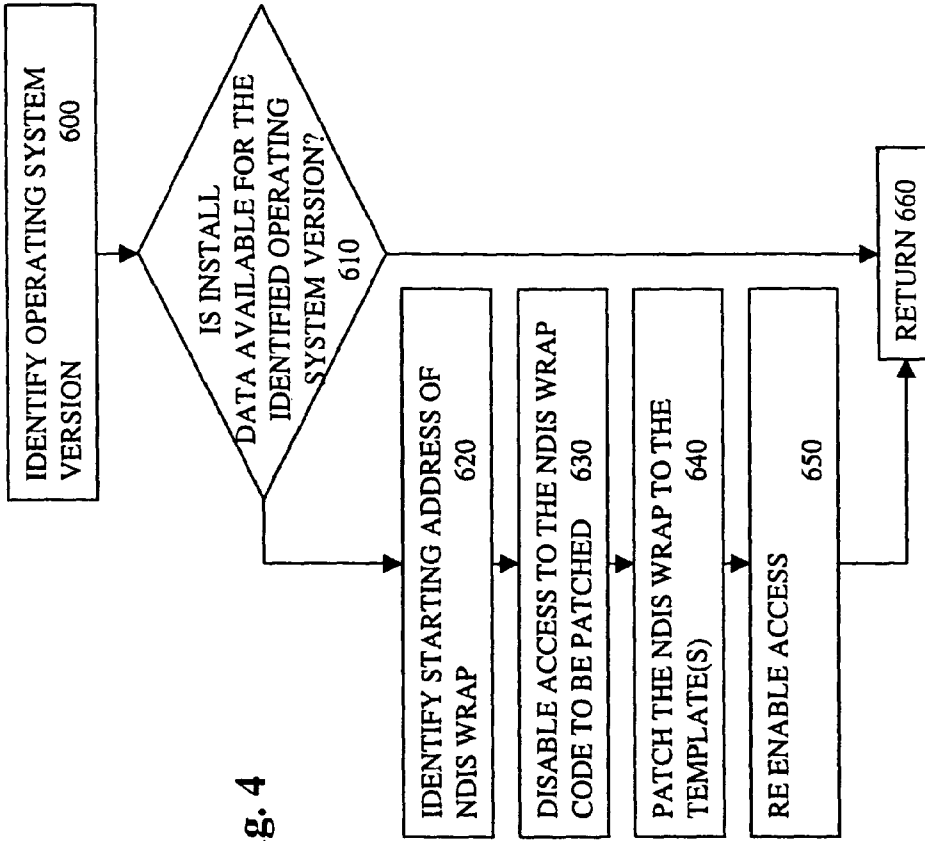 IDENTIFY OPERATING SYSTEM
VERSION 600
IS INSTALL
DATA AVAILABLE FOR THE
IDENTIFIED OPERATING
SYSTEM VERSION?
610
IDENTIFY STARTING ADDRESS OF
NDIS WRAP 620
DISABLE ACCESS TO THE NDIS WRAP
CODE TO BE PATCHED 630
PATCH THE NDIS WRAP TO THE
TEMPLATE(S) 640
RE ENABLE ACCESS
650
RETURN 660
g. 4